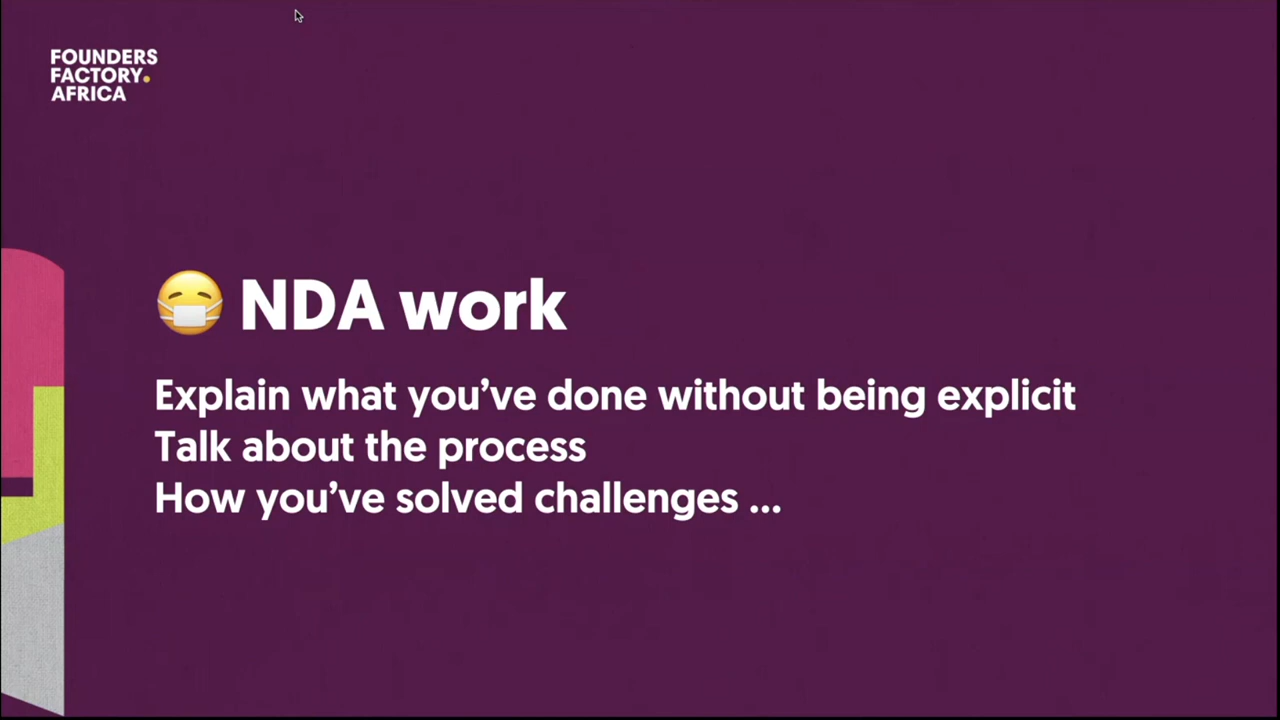 FOUNDERS
FACTORY.
AFRICA
😷 NDA work
Explain what you’ve done without being explicit
Talk about the process
How you’ve solved challenges ...